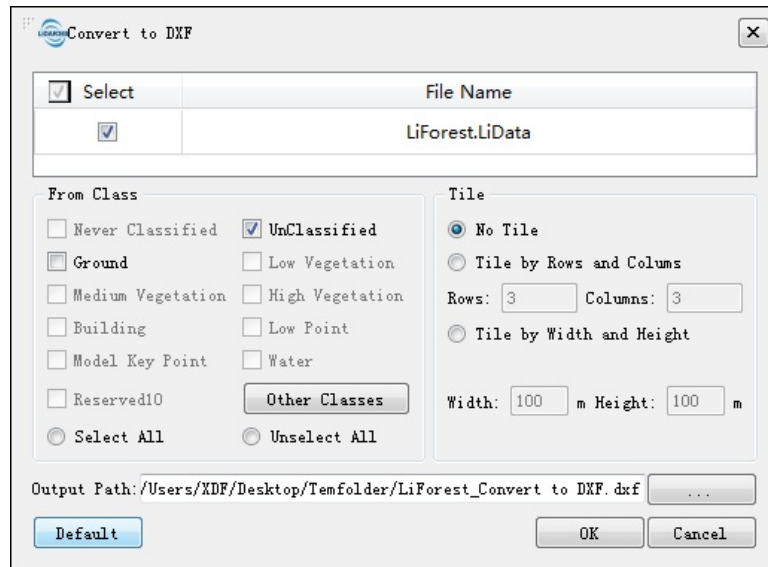 LiDAR360
Convert to DXF
Select File Name
LiForest.LiData
From Class
Never Classified UnClassified
Ground Low Vegetation
Medium Vegetation High Vegetation
Building Low Point
Model Key Point Water
Reserved10 Other Classes
Select All Unselect All
Tile
No Tile
Tile by Rows and Colums
Rows: 3 Columns: 3
Tile by Width and Height
Width: 100 m Height: 100 m
Output Path: /Users/XDF/Desktop/Temfolder/LiForest_Convert to DXF.dxf ...
Default OK Cancel